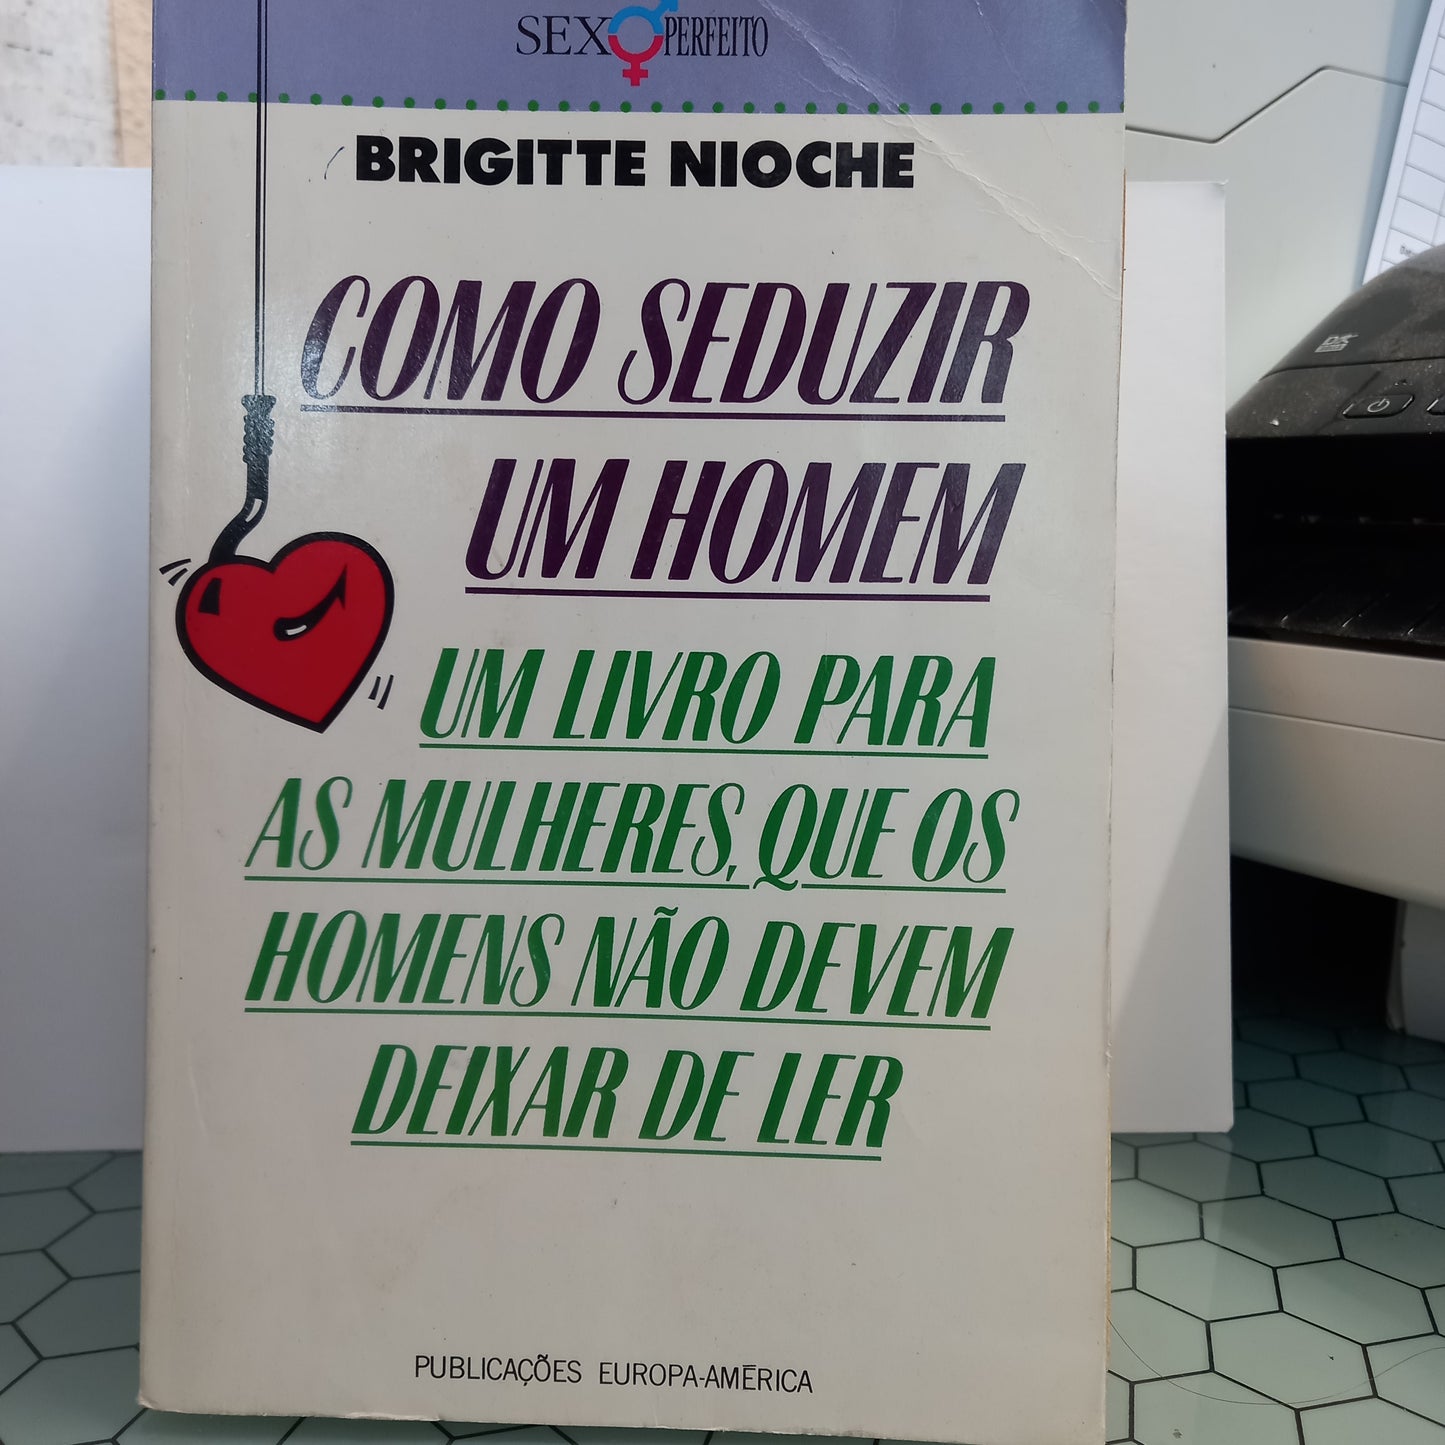 SEXO PERFEITO
BRIGITTE NIOCHE
COMO SEDUZIR
UM HOMEM
UM LIVRO PARA
AS MULHERES, QUE OS
HOMENS NÃO DEVEM
DEIXAR DE LER
PUBLICAÇÕES EUROPA-AMÉRICA